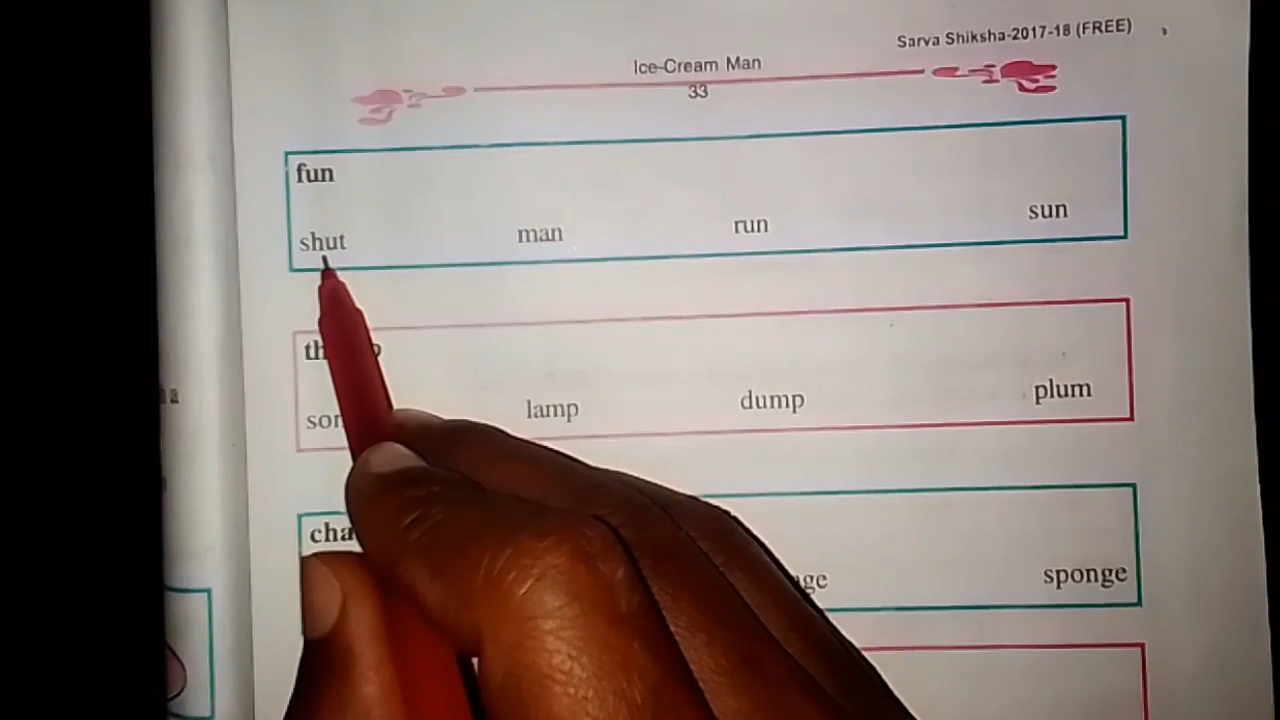 Sarva Shiksha-2017-18 (FREE)
Ice-Cream Man
33
fun
shut man run sun
lamp dump plum
sponge